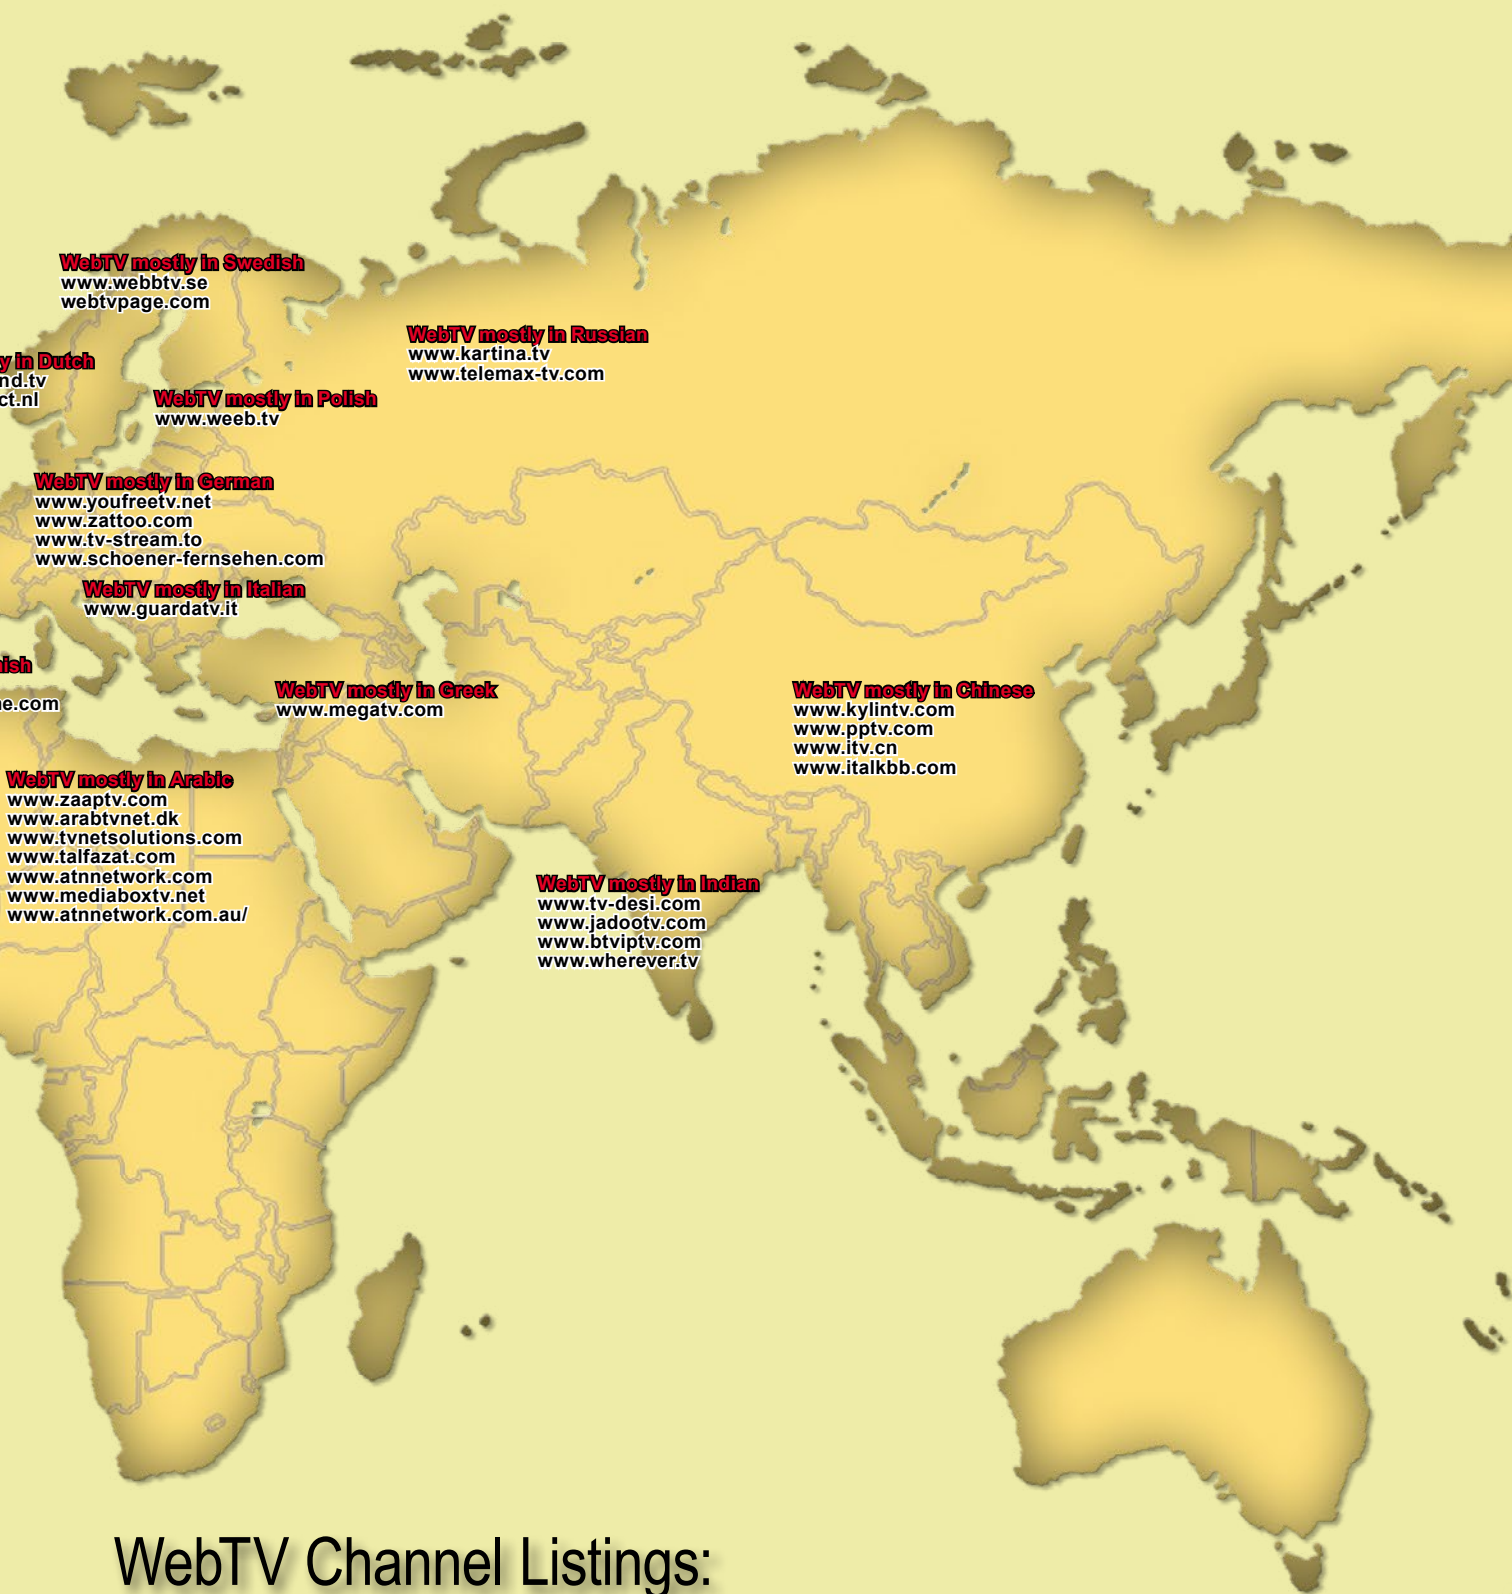 WebTV mostly in Swedish
www.webbtv.se
webtvpage.com
WebTV mostly in Russian
www.kartina.tv
www.telemax-tv.com
y in Dutch
nd.tv
ct.nl
WebTV mostly in Polish
www.weeb.tv
WebTV mostly in German
www.youfreetv.net
www.zattoo.com
www.tv-stream.to
www.schoener-fernsehen.com
WebTV mostly in Italian
www.guardatv.it
nish
ne.com
WebTV mostly in Greek
www.megatv.com
WebTV mostly in Chinese
www.kylintv.com
www.pptv.com
www.itv.cn
www.italkbb.com
WebTV mostly in Arabic
www.zaaptv.com
www.arabtvnet.dk
www.tvnetsolutions.com
www.talfazat.com
www.atnnetwork.com
www.mediaboxtv.net
www.atnnetwork.com.au/
WebTV mostly in Indian
www.tv-desi.com
www.jadootv.com
www.btviptv.com
www.wherever.tv
WebTV Channel Listings: